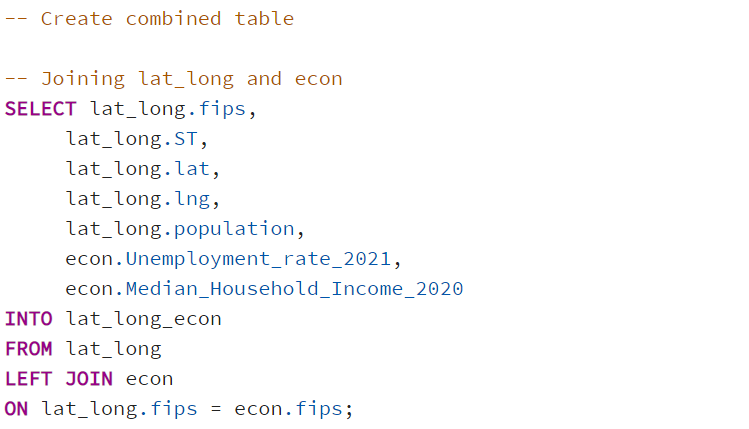 -- Create combined table
-- Joining lat_long and econ
SELECT lat_long.fips,
lat_long.ST,
lat_long.lat,
lat_long.lng,
lat_long.population,
econ.Unemployment_rate_2021,
econ.Median_Household_Income_2020
INTO lat_long_econ
FROM lat_long
LEFT JOIN econ
ON lat_long.fips = econ.fips;